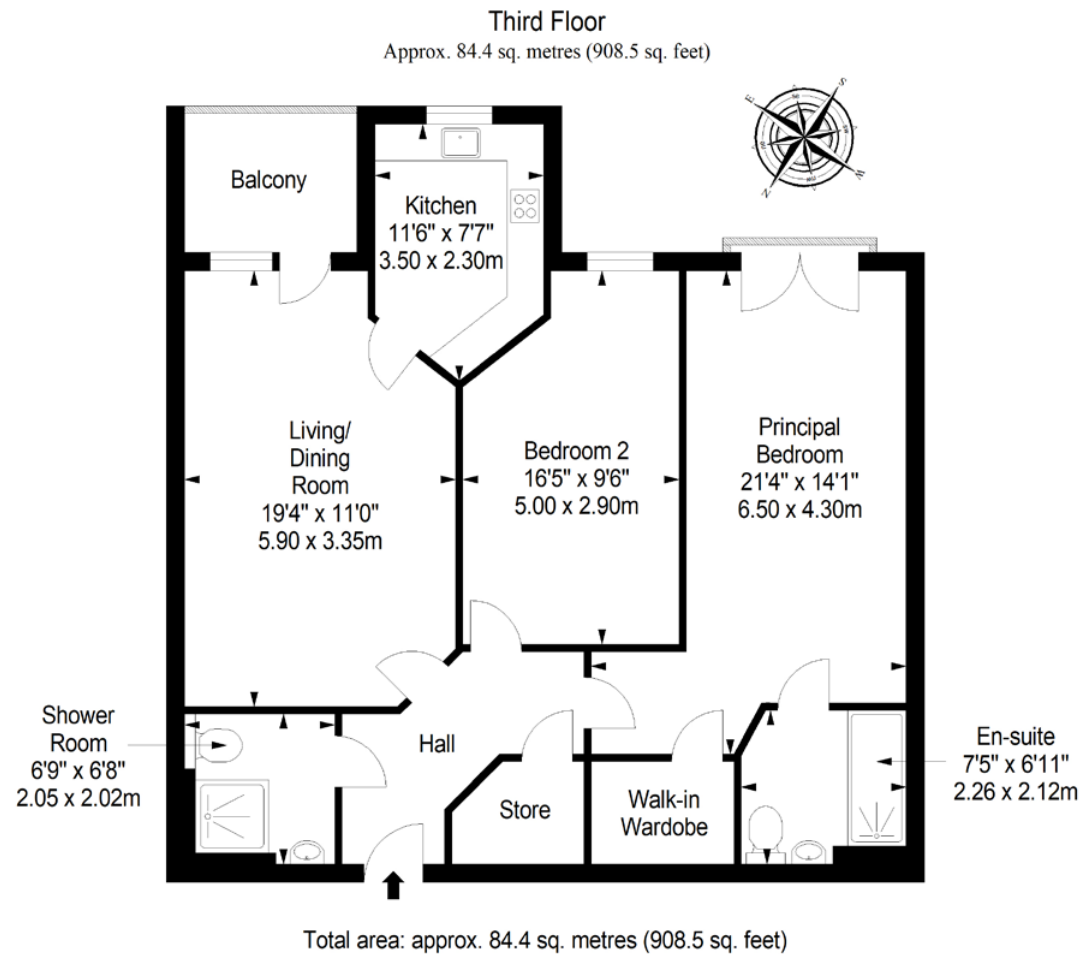 Third Floor
Approx. 84.4 sq. metres (908.5 sq. feet)
S
E
W
N
Balcony
Kitchen
11'6" x 7'7"
3.50 x 2.30m
Living/
Dining
Room
19'4" x 11'0"
5.90 x 3.35m
Bedroom 2
16'5" x 9'6"
5.00 x 2.90m
Principal
Bedroom
21'4" x 14'1"
6.50 x 4.30m
Shower
Room
6'9" x 6'8"
2.05 x 2.02m
Hall
Store
Walk-in
Wardobe
En-suite
7'5" x 6'11"
2.26 x 2.12m
Total area: approx. 84.4 sq. metres (908.5 sq. feet)